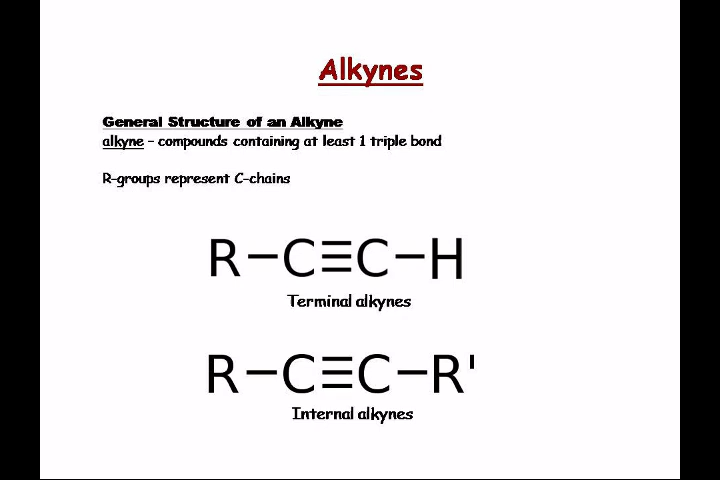 Alkynes
General Structure of an Alkyne
alkyne – compounds containing at least 1 triple bond
R-groups represent C-chains
R−C≡C−H
Terminal alkynes
R−C≡C−R'
Internal alkynes